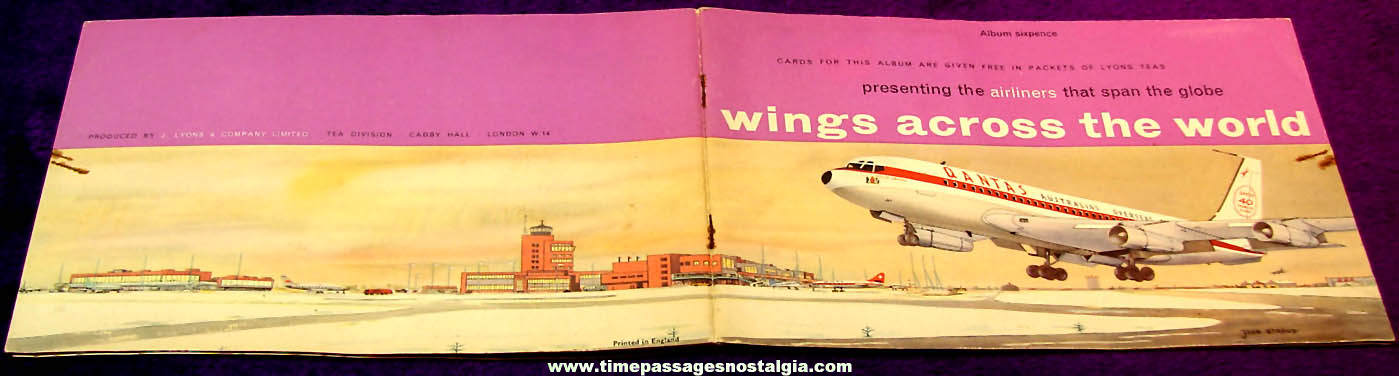 Album sixpence
CARDS FOR THIS ALBUM ARE GIVEN FREE IN PACKETS OF LYONS TEAS
presenting the airliners that span the globe
wings across the world
PRODUCED BY J. LYONS & COMPANY LIMITED TEA DIVISION CADBY HALL LONDON W.14
QANTAS
AUSTRALIA'S OVERSEAS
Printed in England
www.timepassagesnostalgia.com